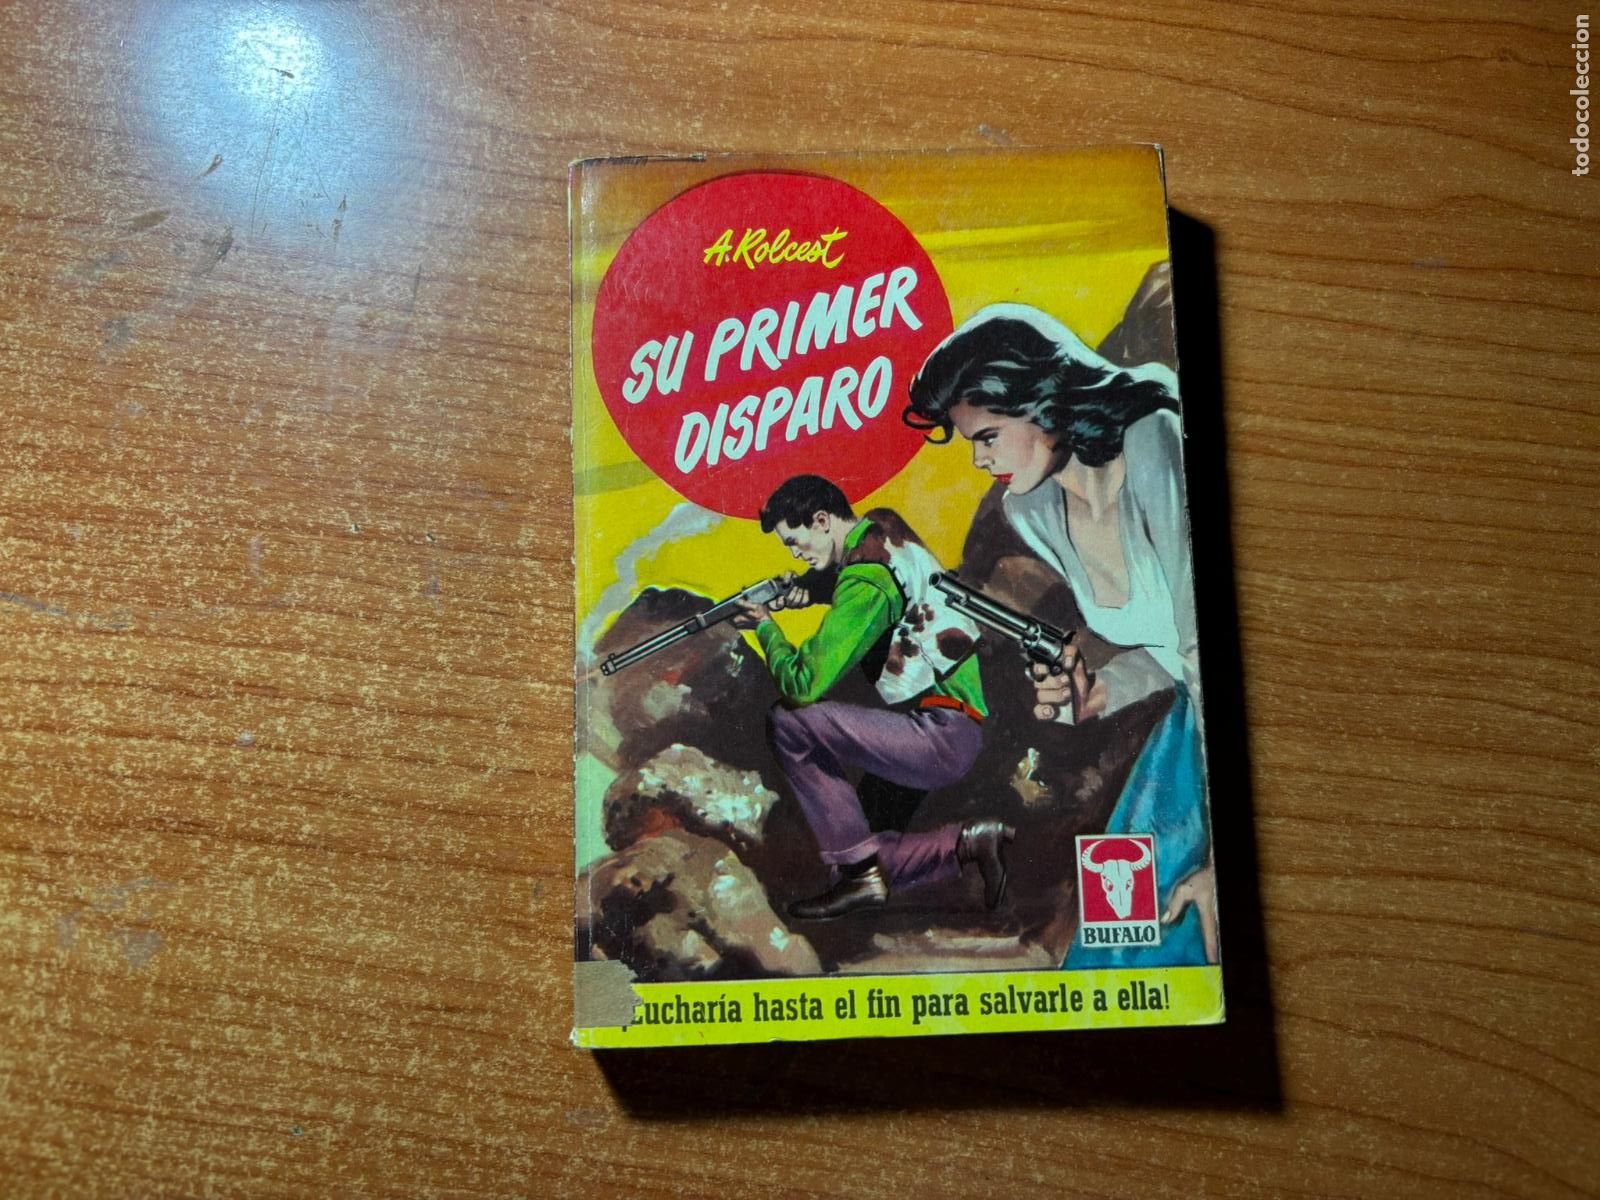 A. Rolcest
SU PRIMER
DISPARO
BUFALO
¡Lucharía hasta el fin para salvarle a ella!
todocoleccion